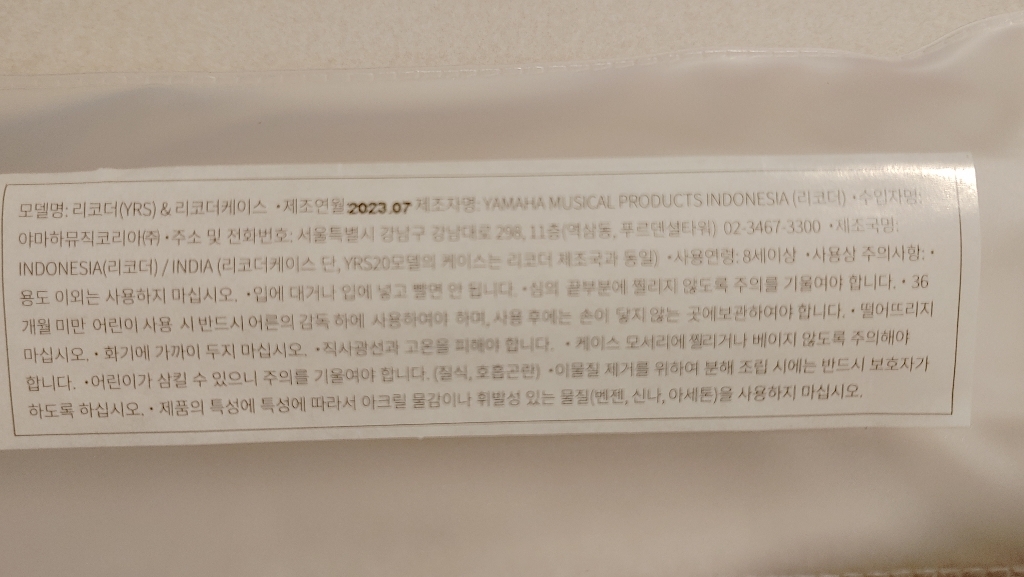 모델명: 리코더(YRS) & 리코더케이스 •제조연월 2023.07 제조자명: YAMAHA MUSICAL PRODUCTS INDONESIA (리코더) •수입자명:
야마하뮤직코리아㈜ •주소 및 전화번호: 서울특별시 강남구 강남대로 298, 11층(역삼동, 푸르덴셜타워) 02-3467-3300 •제조국명:
INDONESIA(리코더) / INDIA (리코더케이스 단, YRS20모델의 케이스는 리코더 제조국과 동일) •사용연령: 8세이상 •사용상 주의사항: •
용도 이외는 사용하지 마십시오. •입에 대거나 입에 넣고 빨면 안 됩니다. •심의 끝부분에 찔리지 않도록 주의를 기울여야 합니다. • 36
개월 미만 어린이 사용 시 반드시 어른의 감독 하에 사용하여야 하며, 사용 후에는 손이 닿지 않는 곳에보관하여야 합니다. • 떨어뜨리지
마십시오. • 화기에 가까이 두지 마십시오. •직사광선과 고온을 피해야 합니다. • 케이스 모서리에 찔리거나 베이지 않도록 주의해야
합니다. •어린이가 삼킬 수 있으니 주의를 기울여야 합니다. (질식, 호흡곤란) •이물질 제거를 위하여 분해 조립 시에는 반드시 보호자가
하도록 하십시오. • 제품의 특성에 특성에 따라서 아크릴 물감이나 휘발성 있는 물질(벤젠, 신나, 아세톤)을 사용하지 마십시오.